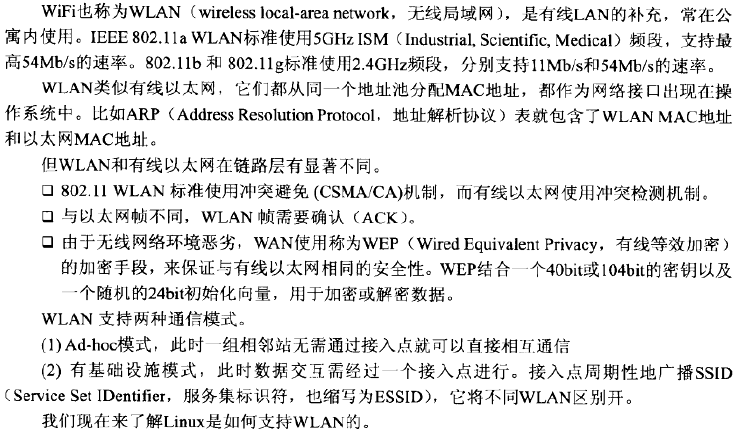 WiFi也称为WLAN（wireless local-area network，无线局域网），是有线LAN的补充，常在公
寓内使用。IEEE 802.11a WLAN标准使用5GHz ISM（Industrial, Scientific, Medical）频段，支持最
高54Mb/s的速率。802.11b 和 802.11g标准使用2.4GHz频段，分别支持11Mb/s和54Mb/s的速率。
WLAN类似有线以太网，它们都从同一个地址池分配MAC地址，都作为网络接口出现在操
作系统中。比如ARP（Address Resolution Protocol，地址解析协议）表就包含了WLAN MAC地址
和以太网MAC地址。
但WLAN和有线以太网在链路层有显著不同。
❑ 802.11 WLAN 标准使用冲突避免 (CSMA/CA)机制，而有线以太网使用冲突检测机制。
❑ 与以太网帧不同，WLAN 帧需要确认（ACK）。
❑ 由于无线网络环境恶劣，WAN使用称为WEP（Wired Equivalent Privacy，有线等效加密）
的加密手段，来保证与有线以太网相同的安全性。WEP结合一个40bit或104bit的密钥以及
一个随机的24bit初始化向量，用于加密或解密数据。
WLAN 支持两种通信模式。
(1) Ad-hoc模式，此时一组相邻站无需通过接入点就可以直接相互通信
(2) 有基础设施模式，此时数据交互需经过一个接入点进行。接入点周期性地广播SSID
（Service Set IDentifier，服务集标识符，也缩写为ESSID），它将不同WLAN区别开。
我们现在来了解Linux是如何支持WLAN的。